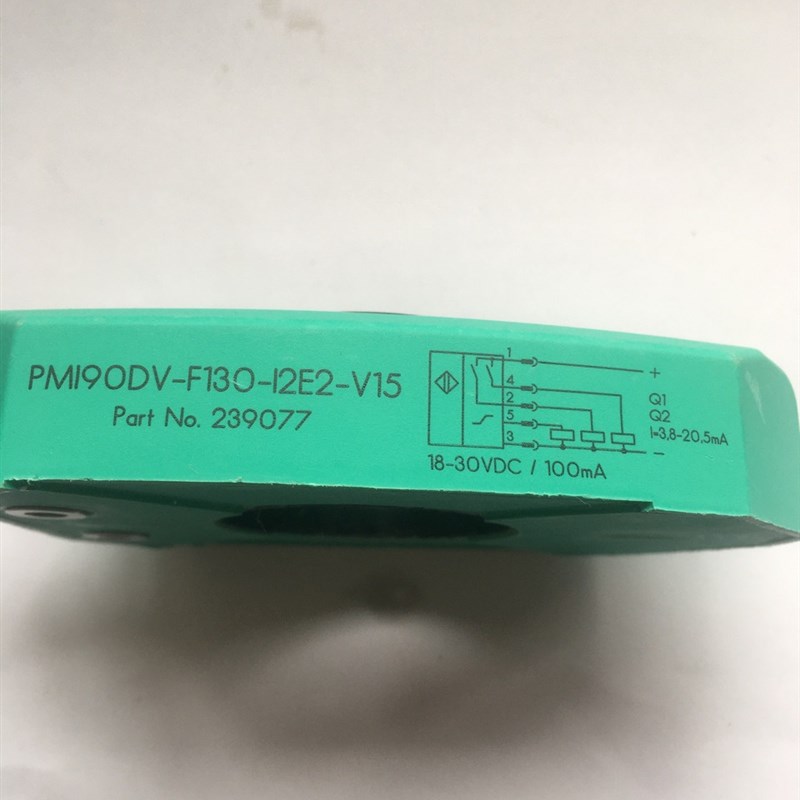 PMI90DV-F130-I2E2-V15
Part No. 239077
1
+
4
Q1
2
Q2
5
I=3,8-20,5mA
3
-
18-30VDC / 100mA